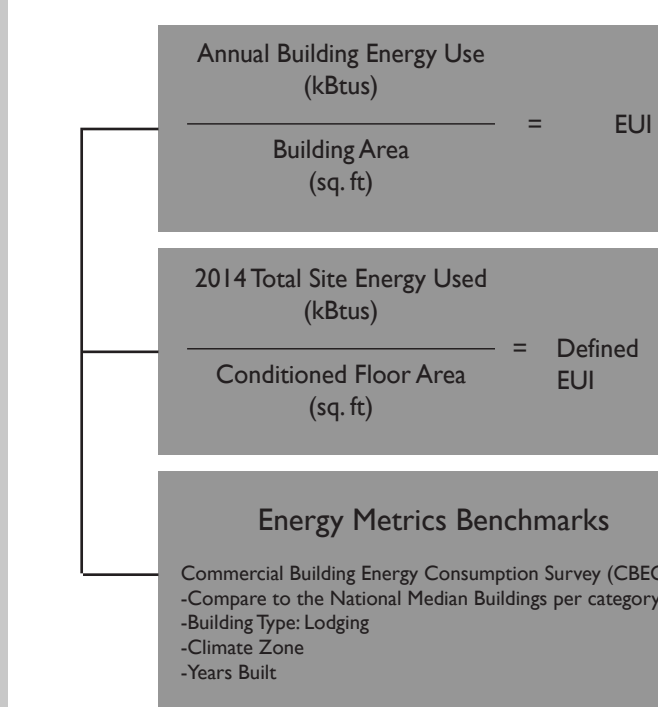 Annual Building Energy Use
(kBtus)
= EUI
Building Area
(sq. ft)
2014 Total Site Energy Used
(kBtus)
= Defined
EUI
Conditioned Floor Area
(sq. ft)
Energy Metrics Benchmarks
Commercial Building Energy Consumption Survey (CBEC
-Compare to the National Median Buildings per category
-Building Type: Lodging
-Climate Zone
-Years Built